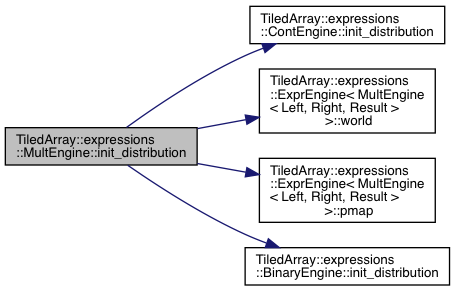 TiledArray::expressions
::MultEngine::init_distribution
TiledArray::expressions
::ContEngine::init_distribution
TiledArray::expressions
::ExprEngine< MultEngine
< Left, Right, Result >
>::world
TiledArray::expressions
::ExprEngine< MultEngine
< Left, Right, Result >
>::pmap
TiledArray::expressions
::BinaryEngine::init_distribution